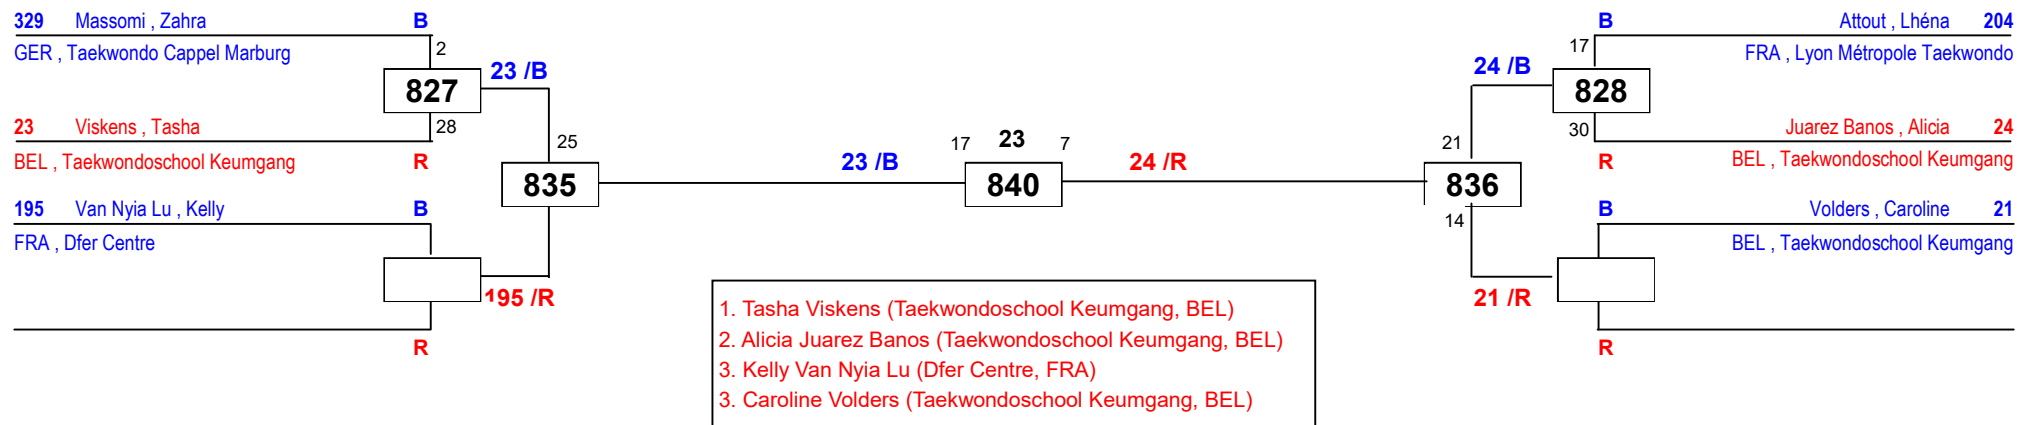 329 Massomi , Zahra B
GER , Taekwondo Cappel Marburg
2
827
28
23 Viskens , Tasha
BEL , Taekwondoschool Keumgang R
23 /B
25
835
195 Van Nyia Lu , Kelly B
FRA , Dfer Centre
195 /R
R
23 /B
17 23 7
840
24 /R
B Attout , Lhéna 204
FRA , Lyon Métropole Taekwondo
17
828
30
Juarez Banos , Alicia 24
R BEL , Taekwondoschool Keumgang
24 /B
21
836
14
B Volders , Caroline 21
BEL , Taekwondoschool Keumgang
21 /R
R
1. Tasha Viskens (Taekwondoschool Keumgang, BEL)
2. Alicia Juarez Banos (Taekwondoschool Keumgang, BEL)
3. Kelly Van Nyia Lu (Dfer Centre, FRA)
3. Caroline Volders (Taekwondoschool Keumgang, BEL)